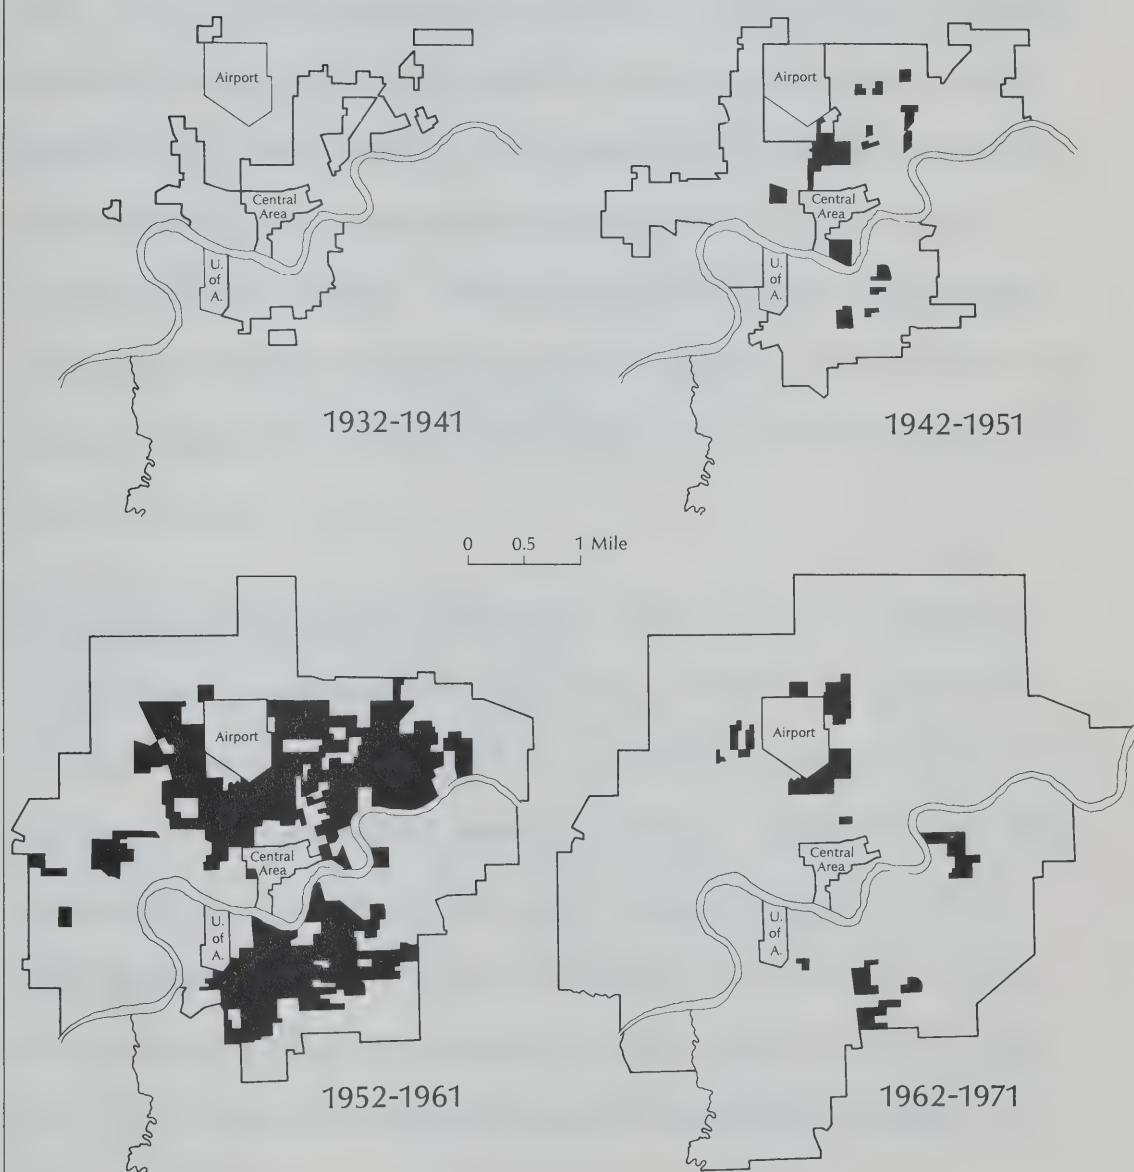 Airport
Central
Area
U.
of
A.
1932-1941
Airport
Central
Area
U.
of
A.
1942-1951
0 0.5 1 Mile
Airport
Central
Area
U.
of
A.
1952-1961
Airport
Central
Area
U.
of
A.
1962-1971